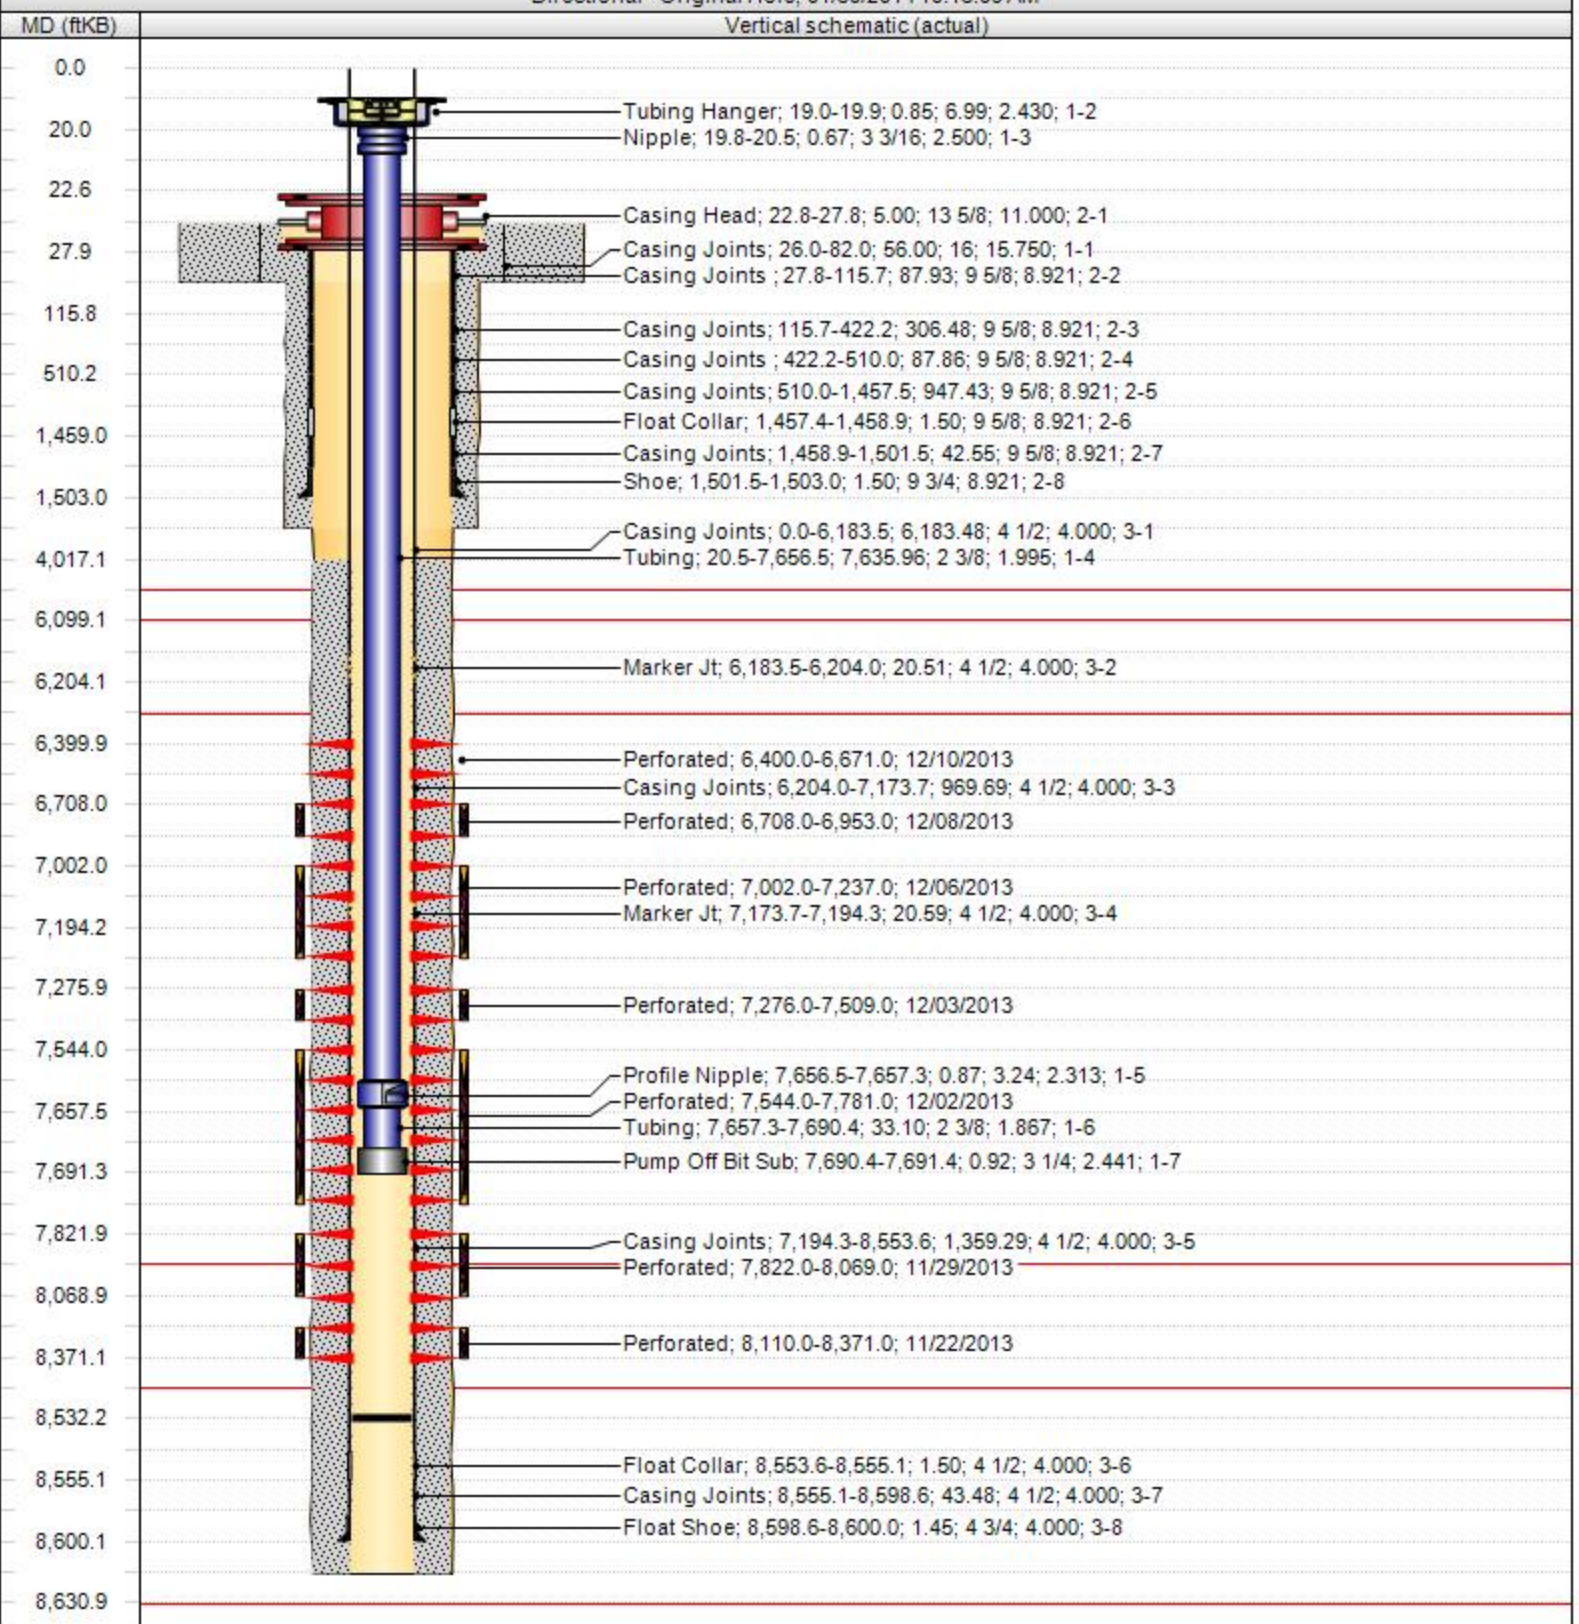 MD (ftKB)
Vertical schematic (actual)
0.0
Tubing Hanger; 19.0-19.9; 0.85; 6.99; 2.430; 1-2
20.0
Nipple; 19.8-20.5; 0.67; 3 3/16; 2.500; 1-3
22.6
Casing Head; 22.8-27.8; 5.00; 13 5/8; 11.000; 2-1
27.9
Casing Joints; 26.0-82.0; 56.00; 16; 15.750; 1-1
Casing Joints ; 27.8-115.7; 87.93; 9 5/8; 8.921; 2-2
115.8
Casing Joints; 115.7-422.2; 306.48; 9 5/8; 8.921; 2-3
Casing Joints ; 422.2-510.0; 87.86; 9 5/8; 8.921; 2-4
510.2
Casing Joints; 510.0-1,457.5; 947.43; 9 5/8; 8.921; 2-5
Float Collar; 1,457.4-1,458.9; 1.50; 9 5/8; 8.921; 2-6
1,459.0
Casing Joints; 1,458.9-1,501.5; 42.55; 9 5/8; 8.921; 2-7
Shoe; 1,501.5-1,503.0; 1.50; 9 3/4; 8.921; 2-8
1,503.0
Casing Joints; 0.0-6,183.5; 6,183.48; 4 1/2; 4.000; 3-1
4,017.1
Tubing; 20.5-7,656.5; 7,635.96; 2 3/8; 1.995; 1-4
6,099.1
Marker Jt; 6,183.5-6,204.0; 20.51; 4 1/2; 4.000; 3-2
6,204.1
6,399.9
Perforated; 6,400.0-6,671.0; 12/10/2013
Casing Joints; 6,204.0-7,173.7; 969.69; 4 1/2; 4.000; 3-3
6,708.0
Perforated; 6,708.0-6,953.0; 12/08/2013
7,002.0
Perforated; 7,002.0-7,237.0; 12/06/2013
Marker Jt; 7,173.7-7,194.3; 20.59; 4 1/2; 4.000; 3-4
7,194.2
7,275.9
Perforated; 7,276.0-7,509.0; 12/03/2013
7,544.0
Profile Nipple; 7,656.5-7,657.3; 0.87; 3.24; 2.313; 1-5
Perforated; 7,544.0-7,781.0; 12/02/2013
7,657.5
Tubing; 7,657.3-7,690.4; 33.10; 2 3/8; 1.867; 1-6
Pump Off Bit Sub; 7,690.4-7,691.4; 0.92; 3 1/4; 2.441; 1-7
7,691.3
7,821.9
Casing Joints; 7,194.3-8,553.6; 1,359.29; 4 1/2; 4.000; 3-5
Perforated; 7,822.0-8,069.0; 11/29/2013
8,068.9
Perforated; 8,110.0-8,371.0; 11/22/2013
8,371.1
8,532.2
Float Collar; 8,553.6-8,555.1; 1.50; 4 1/2; 4.000; 3-6
8,555.1
Casing Joints; 8,555.1-8,598.6; 43.48; 4 1/2; 4.000; 3-7
Float Shoe; 8,598.6-8,600.0; 1.45; 4 3/4; 4.000; 3-8
8,600.1
8,630.9